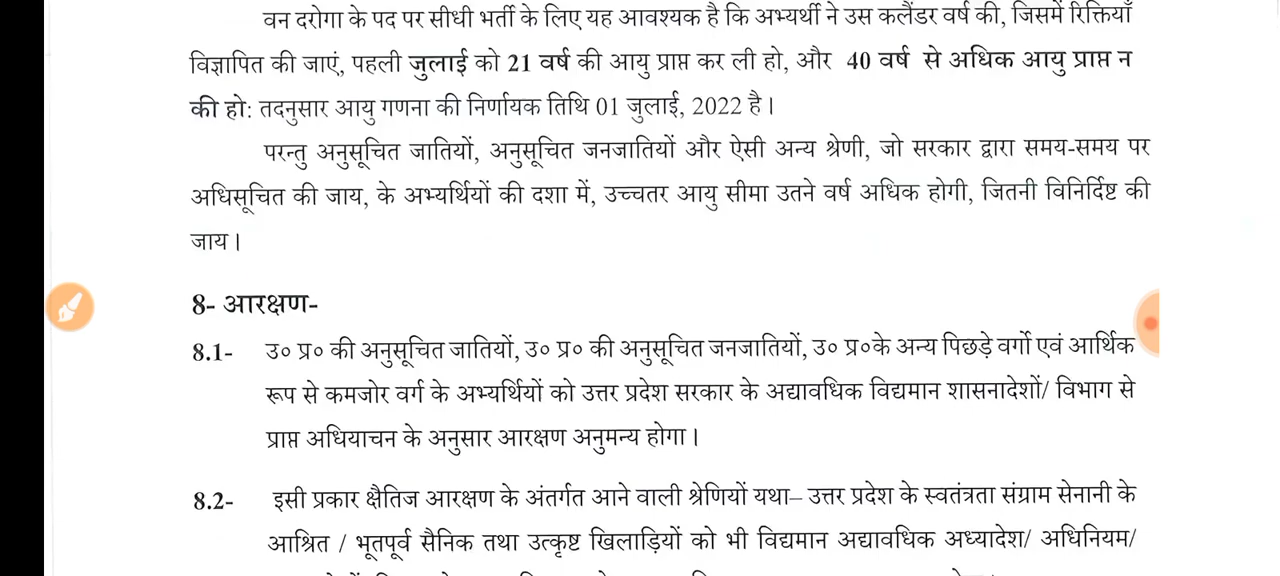 वन दरोगा के पद पर सीधी भर्ती के लिए यह आवश्यक है कि अभ्यर्थी ने उस कलैंडर वर्ष की, जिसमें रिक्तियाँ
विज्ञापित की जाएं, पहली जुलाई को 21 वर्ष की आयु प्राप्त कर ली हो, और 40 वर्ष से अधिक आयु प्राप्त न
की हो: तदनुसार आयु गणना की निर्णायक तिथि 01 जुलाई, 2022 है।
परन्तु अनुसूचित जातियों, अनुसूचित जनजातियों और ऐसी अन्य श्रेणी, जो सरकार द्वारा समय-समय पर
अधिसूचित की जाय, के अभ्यर्थियों की दशा में, उच्चतर आयु सीमा उतने वर्ष अधिक होगी, जितनी विनिर्दिष्ट की
जाय।
8- आरक्षण-
8.1- उ० प्र० की अनुसूचित जातियों, उ० प्र० की अनुसूचित जनजातियों, उ० प्र०के अन्य पिछड़े वर्गो एवं आर्थिक
रूप से कमजोर वर्ग के अभ्यर्थियों को उत्तर प्रदेश सरकार के अद्यावधिक विद्यमान शासनादेशों/ विभाग से
प्राप्त अधियाचन के अनुसार आरक्षण अनुमन्य होगा।
8.2- इसी प्रकार क्षैतिज आरक्षण के अंतर्गत आने वाली श्रेणियों यथा– उत्तर प्रदेश के स्वतंत्रता संग्राम सेनानी के
आश्रित / भूतपूर्व सैनिक तथा उत्कृष्ट खिलाड़ियों को भी विद्यमान अद्यावधिक अध्यादेश/ अधिनियम/